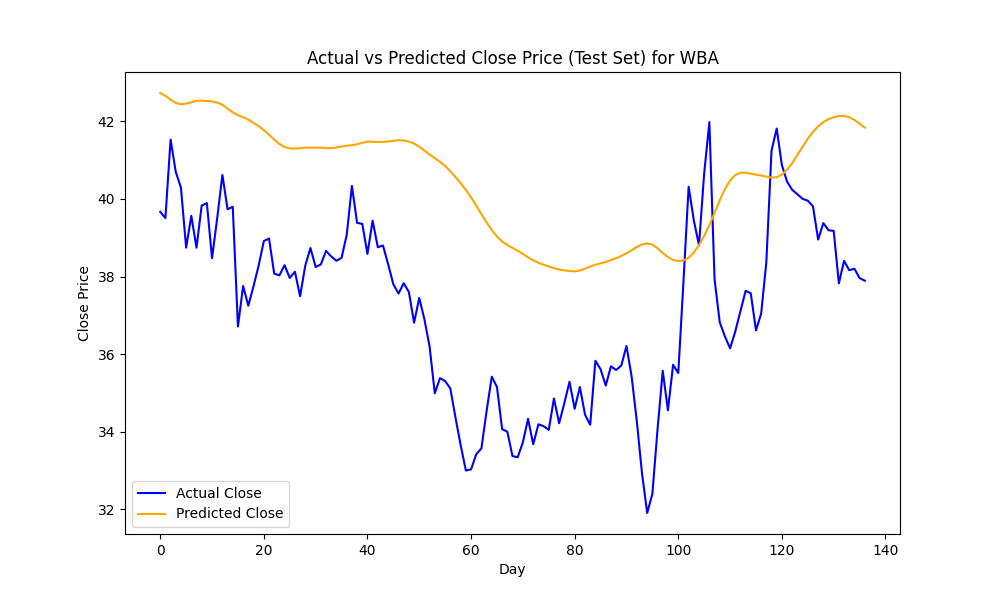 Actual vs Predicted Close Price (Test Set) for WBA
Close Price
42
40
38
36
34
32
Actual Close
Predicted Close
0 20 40 60 80 100 120 140
Day